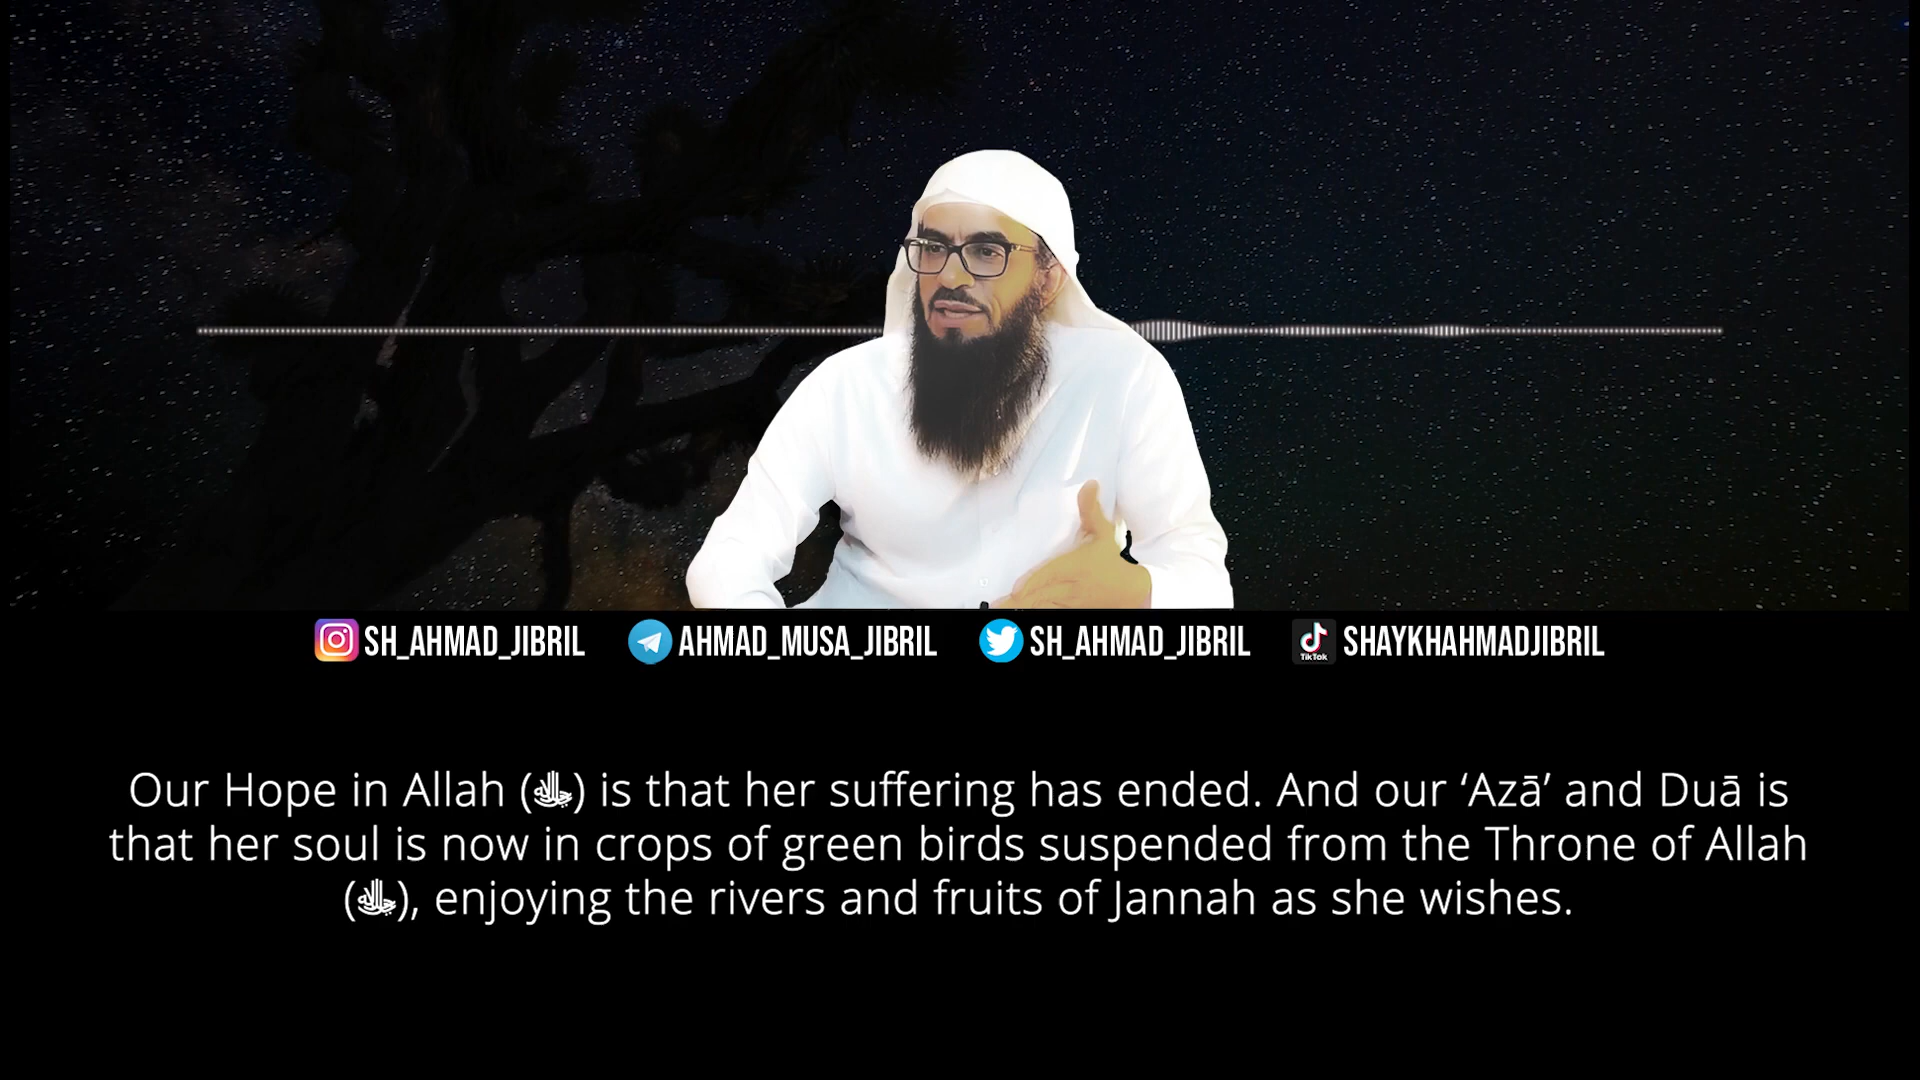 SH_AHMAD_JIBRIL AHMAD_MUSA_JIBRIL SH_AHMAD_JIBRIL TikTok SHAYKHAHMADJIBRIL
Our Hope in Allah (ﷻ) is that her suffering has ended. And our ‘Azā’ and Duā is
that her soul is now in crops of green birds suspended from the Throne of Allah
(ﷻ), enjoying the rivers and fruits of Jannah as she wishes.